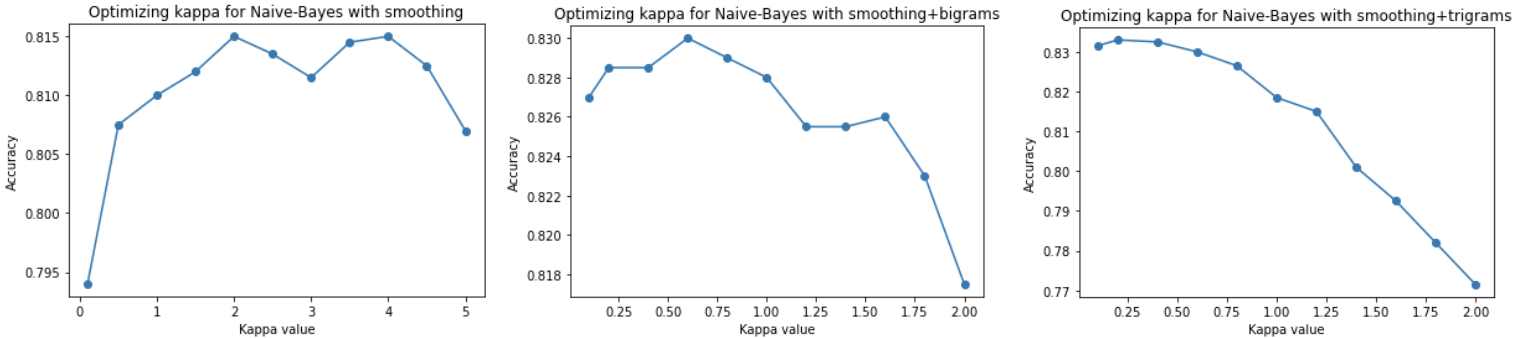 Optimizing kappa for Naive-Bayes with smoothing
0.815
0.810
0.805
0.800
0.795
Accuracy
0 1 2 3 4 5
Kappa value
Optimizing kappa for Naive-Bayes with smoothing+bigrams
0.830
0.828
0.826
0.824
0.822
0.820
0.818
Accuracy
0.25 0.50 0.75 1.00 1.25 1.50 1.75 2.00
Kappa value
Optimizing kappa for Naive-Bayes with smoothing+trigrams
0.83
0.82
0.81
0.80
0.79
0.78
0.77
Accuracy
0.25 0.50 0.75 1.00 1.25 1.50 1.75 2.00
Kappa value